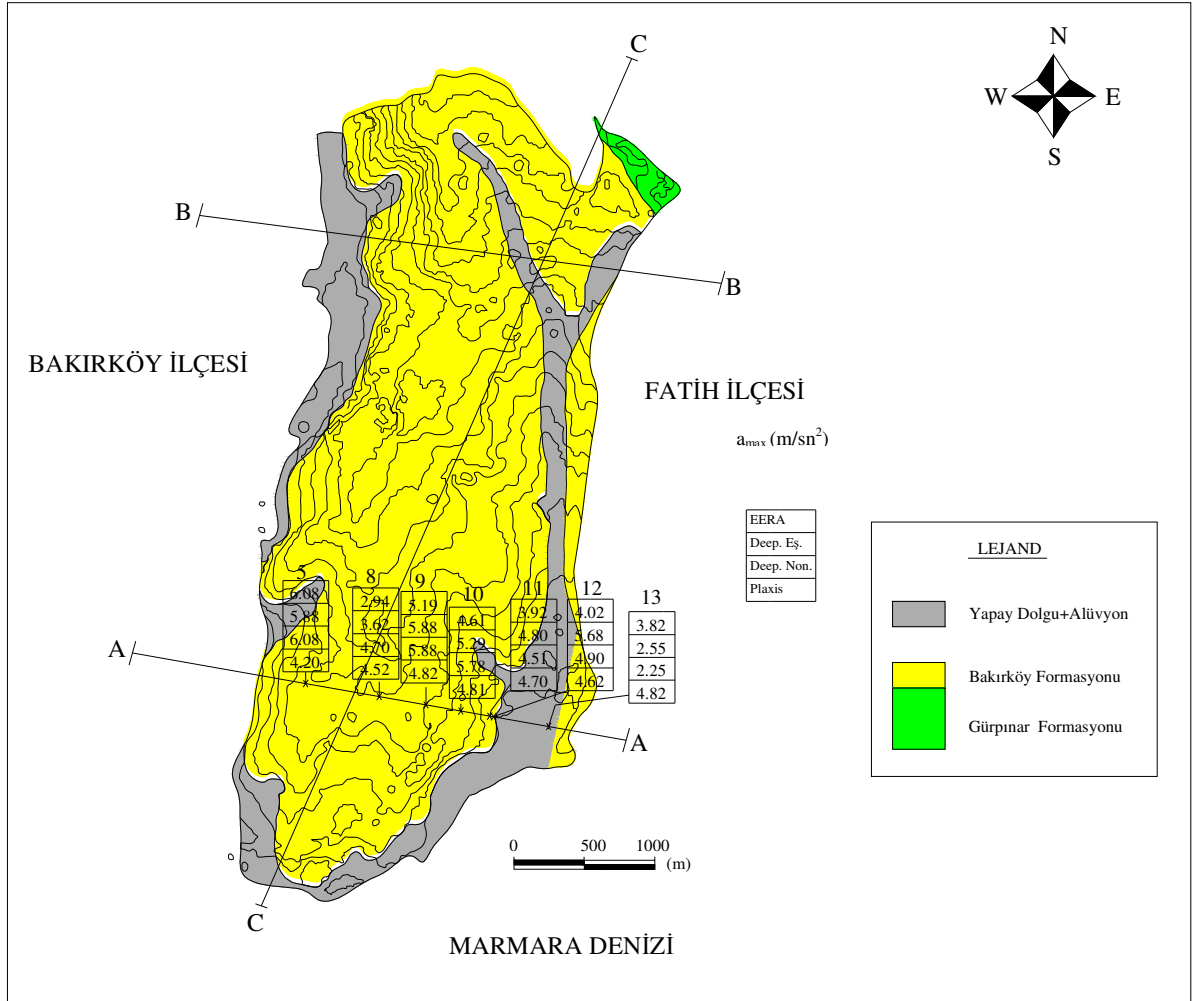 C
N
W
E
S
B
B
BAKIRKÖY İLÇESİ
FATİH İLÇESİ
a_max (m/sn²)
EERA
Deep. Eş.
Deep. Non.
Plaxis
LEJAND
Yapay Dolgu+Alüvyon
Bakırköy Formasyonu
Gürpınar Formasyonu
5
6.08
5.88
6.08
4.20
8
2.94
3.62
4.70
4.52
9
5.19
5.88
5.88
4.82
10
4.61
5.29
5.78
4.81
11
3.92
4.80
4.51
4.70
12
4.02
5.68
4.90
4.62
13
3.82
2.55
2.25
4.82
A
A
0 500 1000
(m)
C
MARMARA DENİZİ